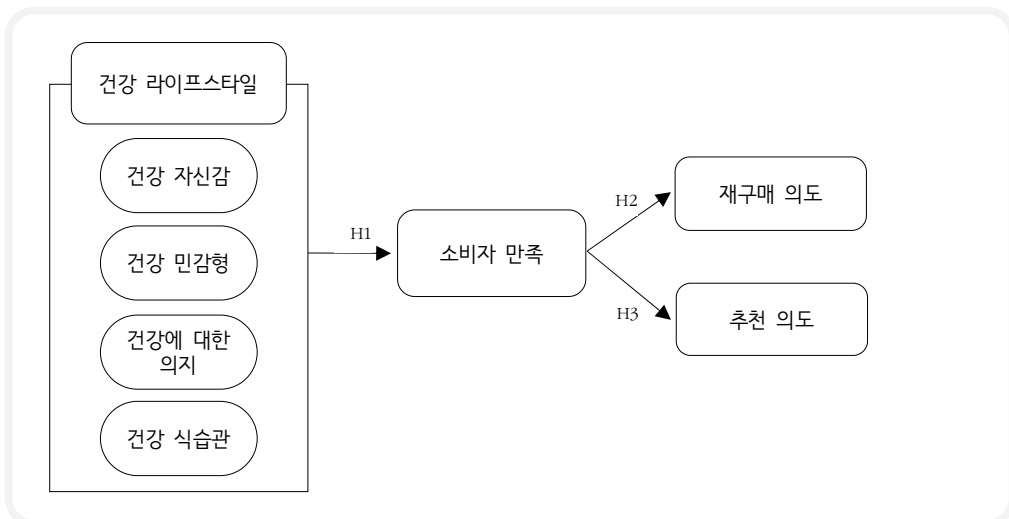 건강 라이프스타일
건강 자신감
건강 민감형
건강에 대한
의지
건강 식습관
H1
소비자 만족
H2
H3
재구매 의도
추천 의도